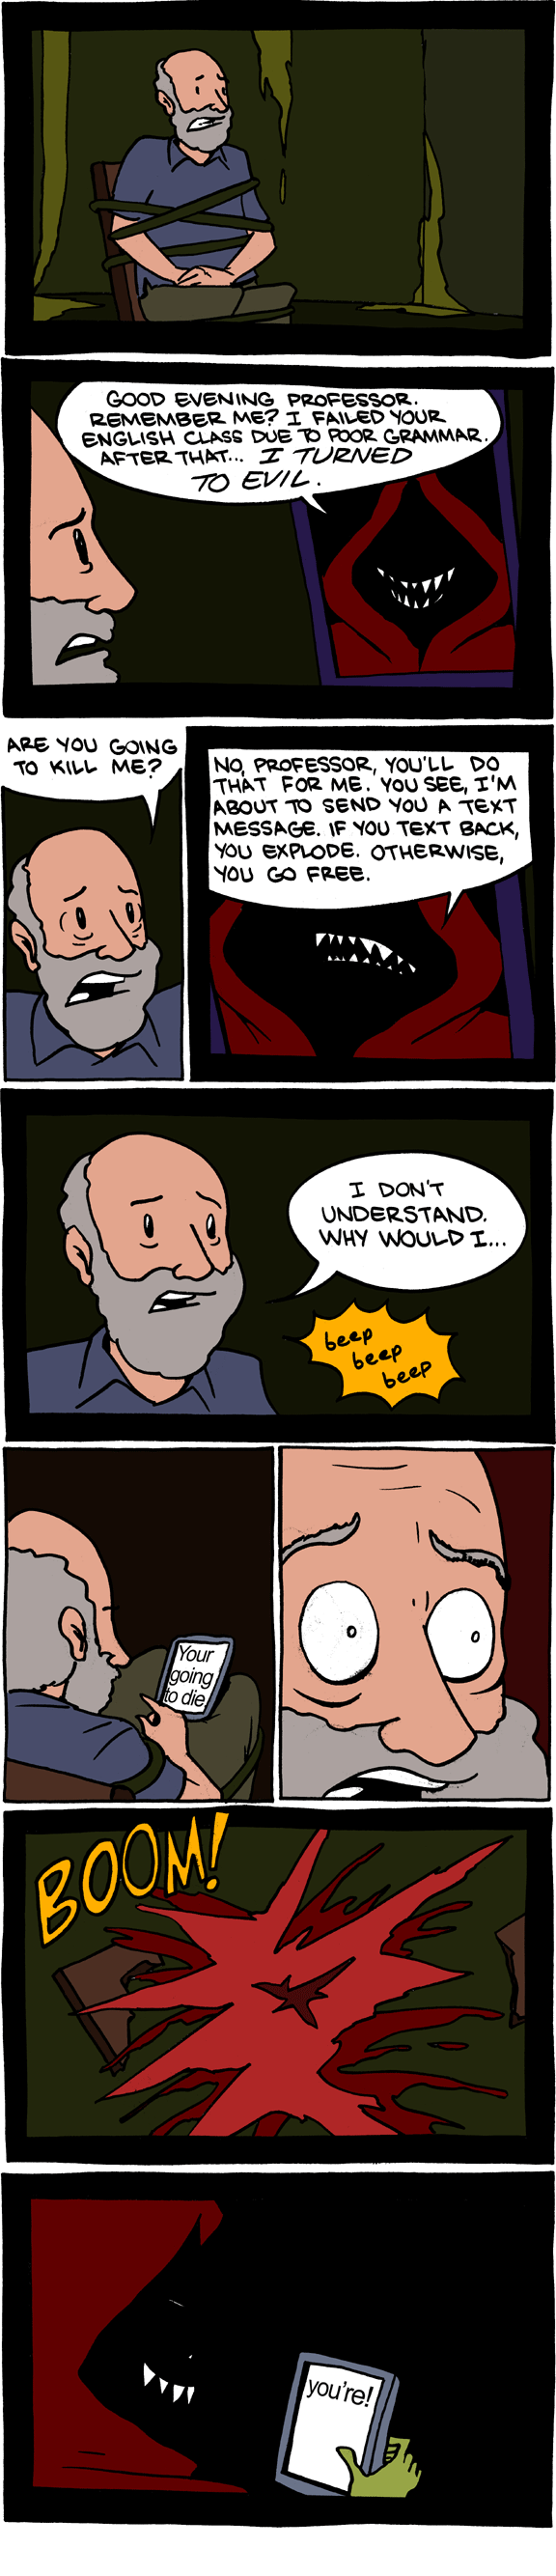 GOOD EVENING PROFESSOR.
REMEMBER ME? I FAILED YOUR
ENGLISH CLASS DUE TO POOR GRAMMAR.
AFTER THAT... I TURNED
TO EVIL.
ARE YOU GOING
TO KILL ME?
NO, PROFESSOR, YOU'LL DO
THAT FOR ME. YOU SEE, I'M
ABOUT TO SEND YOU A TEXT
MESSAGE. IF YOU TEXT BACK,
YOU EXPLODE. OTHERWISE,
YOU GO FREE.
I DON'T
UNDERSTAND.
WHY WOULD I...
beep
beep
beep
Your
going
to die
BOOM!
you're!